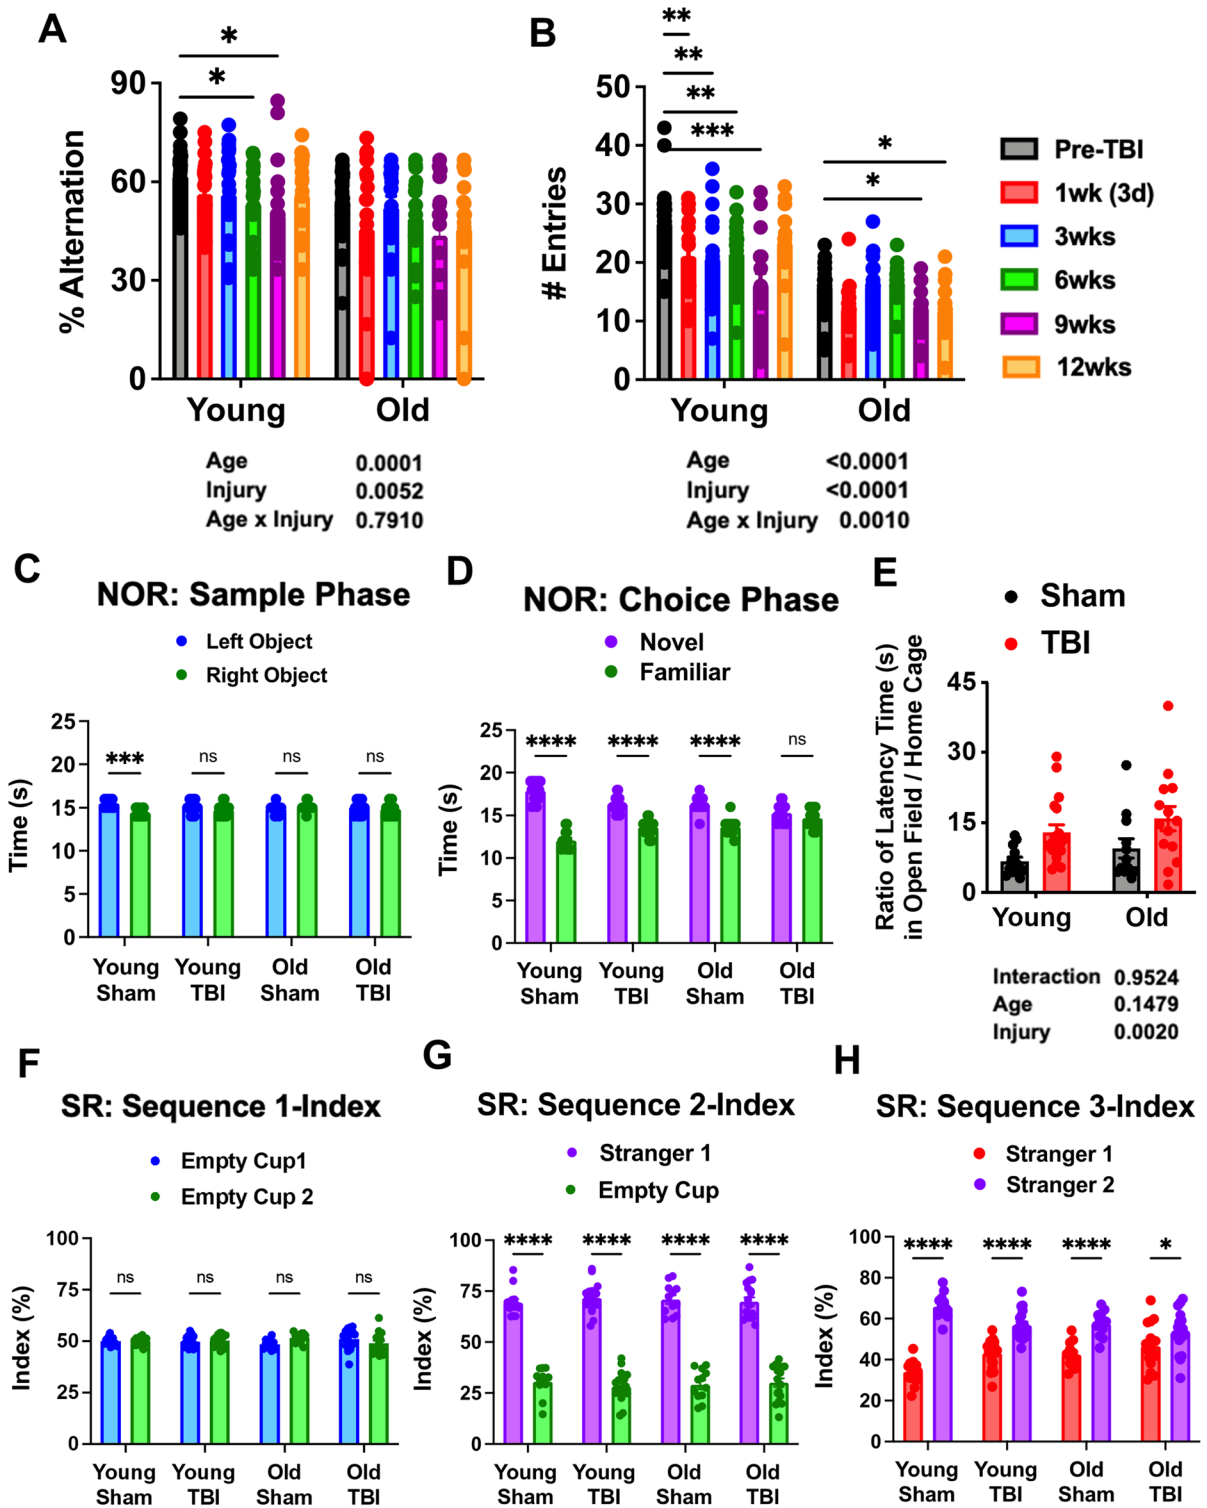 A
B
*
*
90
60
30
0
% Alternation
Young
Old
Age 0.0001
Injury 0.0052
Age x Injury 0.7910
**
**
**
***
*
*
50
40
30
20
10
0
# Entries
Young
Old
Age <0.0001
Injury <0.0001
Age x Injury 0.0010
Pre-TBI
1wk (3d)
3wks
6wks
9wks
12wks
C
NOR: Sample Phase
Left Object
Right Object
25
20
15
10
5
0
Time (s)
***
ns
ns
ns
Young Sham
Young TBI
Old Sham
Old TBI
D
NOR: Choice Phase
Novel
Familiar
25
20
15
10
5
0
Time (s)
****
****
****
ns
Young Sham
Young TBI
Old Sham
Old TBI
E
Sham
TBI
Ratio of Latency Time (s)
in Open Field / Home Cage
45
30
15
0
Young
Old
Interaction 0.9524
Age 0.1479
Injury 0.0020
F
SR: Sequence 1-Index
Empty Cup1
Empty Cup 2
100
75
50
25
0
Index (%)
ns
ns
ns
ns
Young Sham
Young TBI
Old Sham
Old TBI
G
SR: Sequence 2-Index
Stranger 1
Empty Cup
100
75
50
25
0
Index (%)
****
****
****
****
Young Sham
Young TBI
Old Sham
Old TBI
H
SR: Sequence 3-Index
Stranger 1
Stranger 2
100
80
60
40
20
0
Index (%)
****
****
****
*
Young Sham
Young TBI
Old Sham
Old TBI